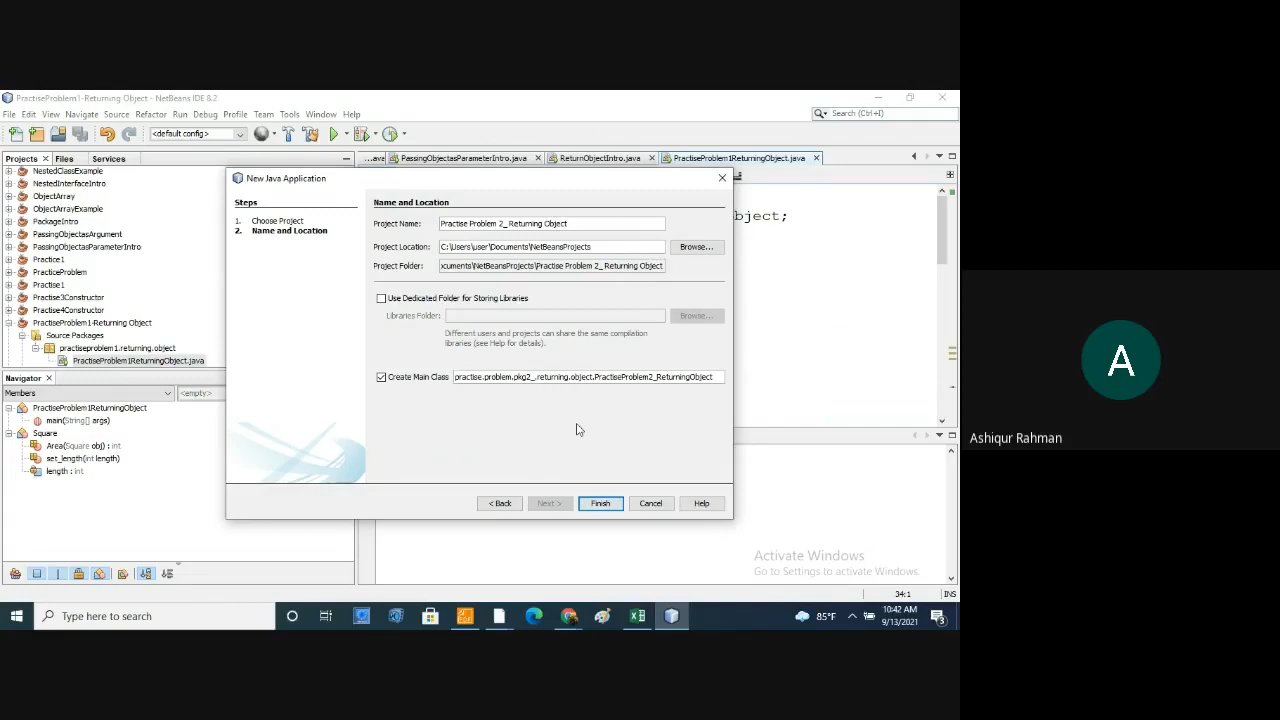 PractiseProblem1-Returning Object - NetBeans IDE 8.2
File Edit View Navigate Source Refactor Run Debug Profile Team Tools Window Help
Search (Ctrl+I)
<default config>
Projects Files Services
...ava PassingObjectasParameterIntro.java ReturnObjectIntro.java PractiseProblem1ReturningObject.java
NestedClassExample
NestedInterfaceIntro
ObjectArray
ObjectArrayExample
PackageIntro
PassingObjectasArgument
PassingObjectasParameterIntro
Practice1
PracticeProblem
Practise1
Practise3Constructor
Practise4Constructor
PractiseProblem1-Returning Object
Source Packages
practiseproblem1.returning.object
PractiseProblem1ReturningObject.java
Navigator
Members <empty>
PractiseProblem1ReturningObject
main(String[] args)
Square
Area(Square obj) : int
set_length(int length)
length : int
New Java Application
Steps
1. Choose Project
2. Name and Location
Name and Location
Project Name: Practise Problem 2_ Returning Object
Project Location: C:\Users\user\Documents\NetBeansProjects Browse...
Project Folder: ‎cuments\NetBeansProjects\Practise Problem 2_ Returning Object
Use Dedicated Folder for Storing Libraries
Libraries Folder: Browse...
Different users and projects can share the same compilation
libraries (see Help for details).
Create Main Class practise.problem.pkg2_.returning.object.PractiseProblem2_ReturningObject
< Back Next > Finish Cancel Help
bject;
Activate Windows
Go to Settings to activate Windows.
34:1 INS
Type here to search
85°F
10:42 AM
9/13/2021
3
A
Ashiqur Rahman